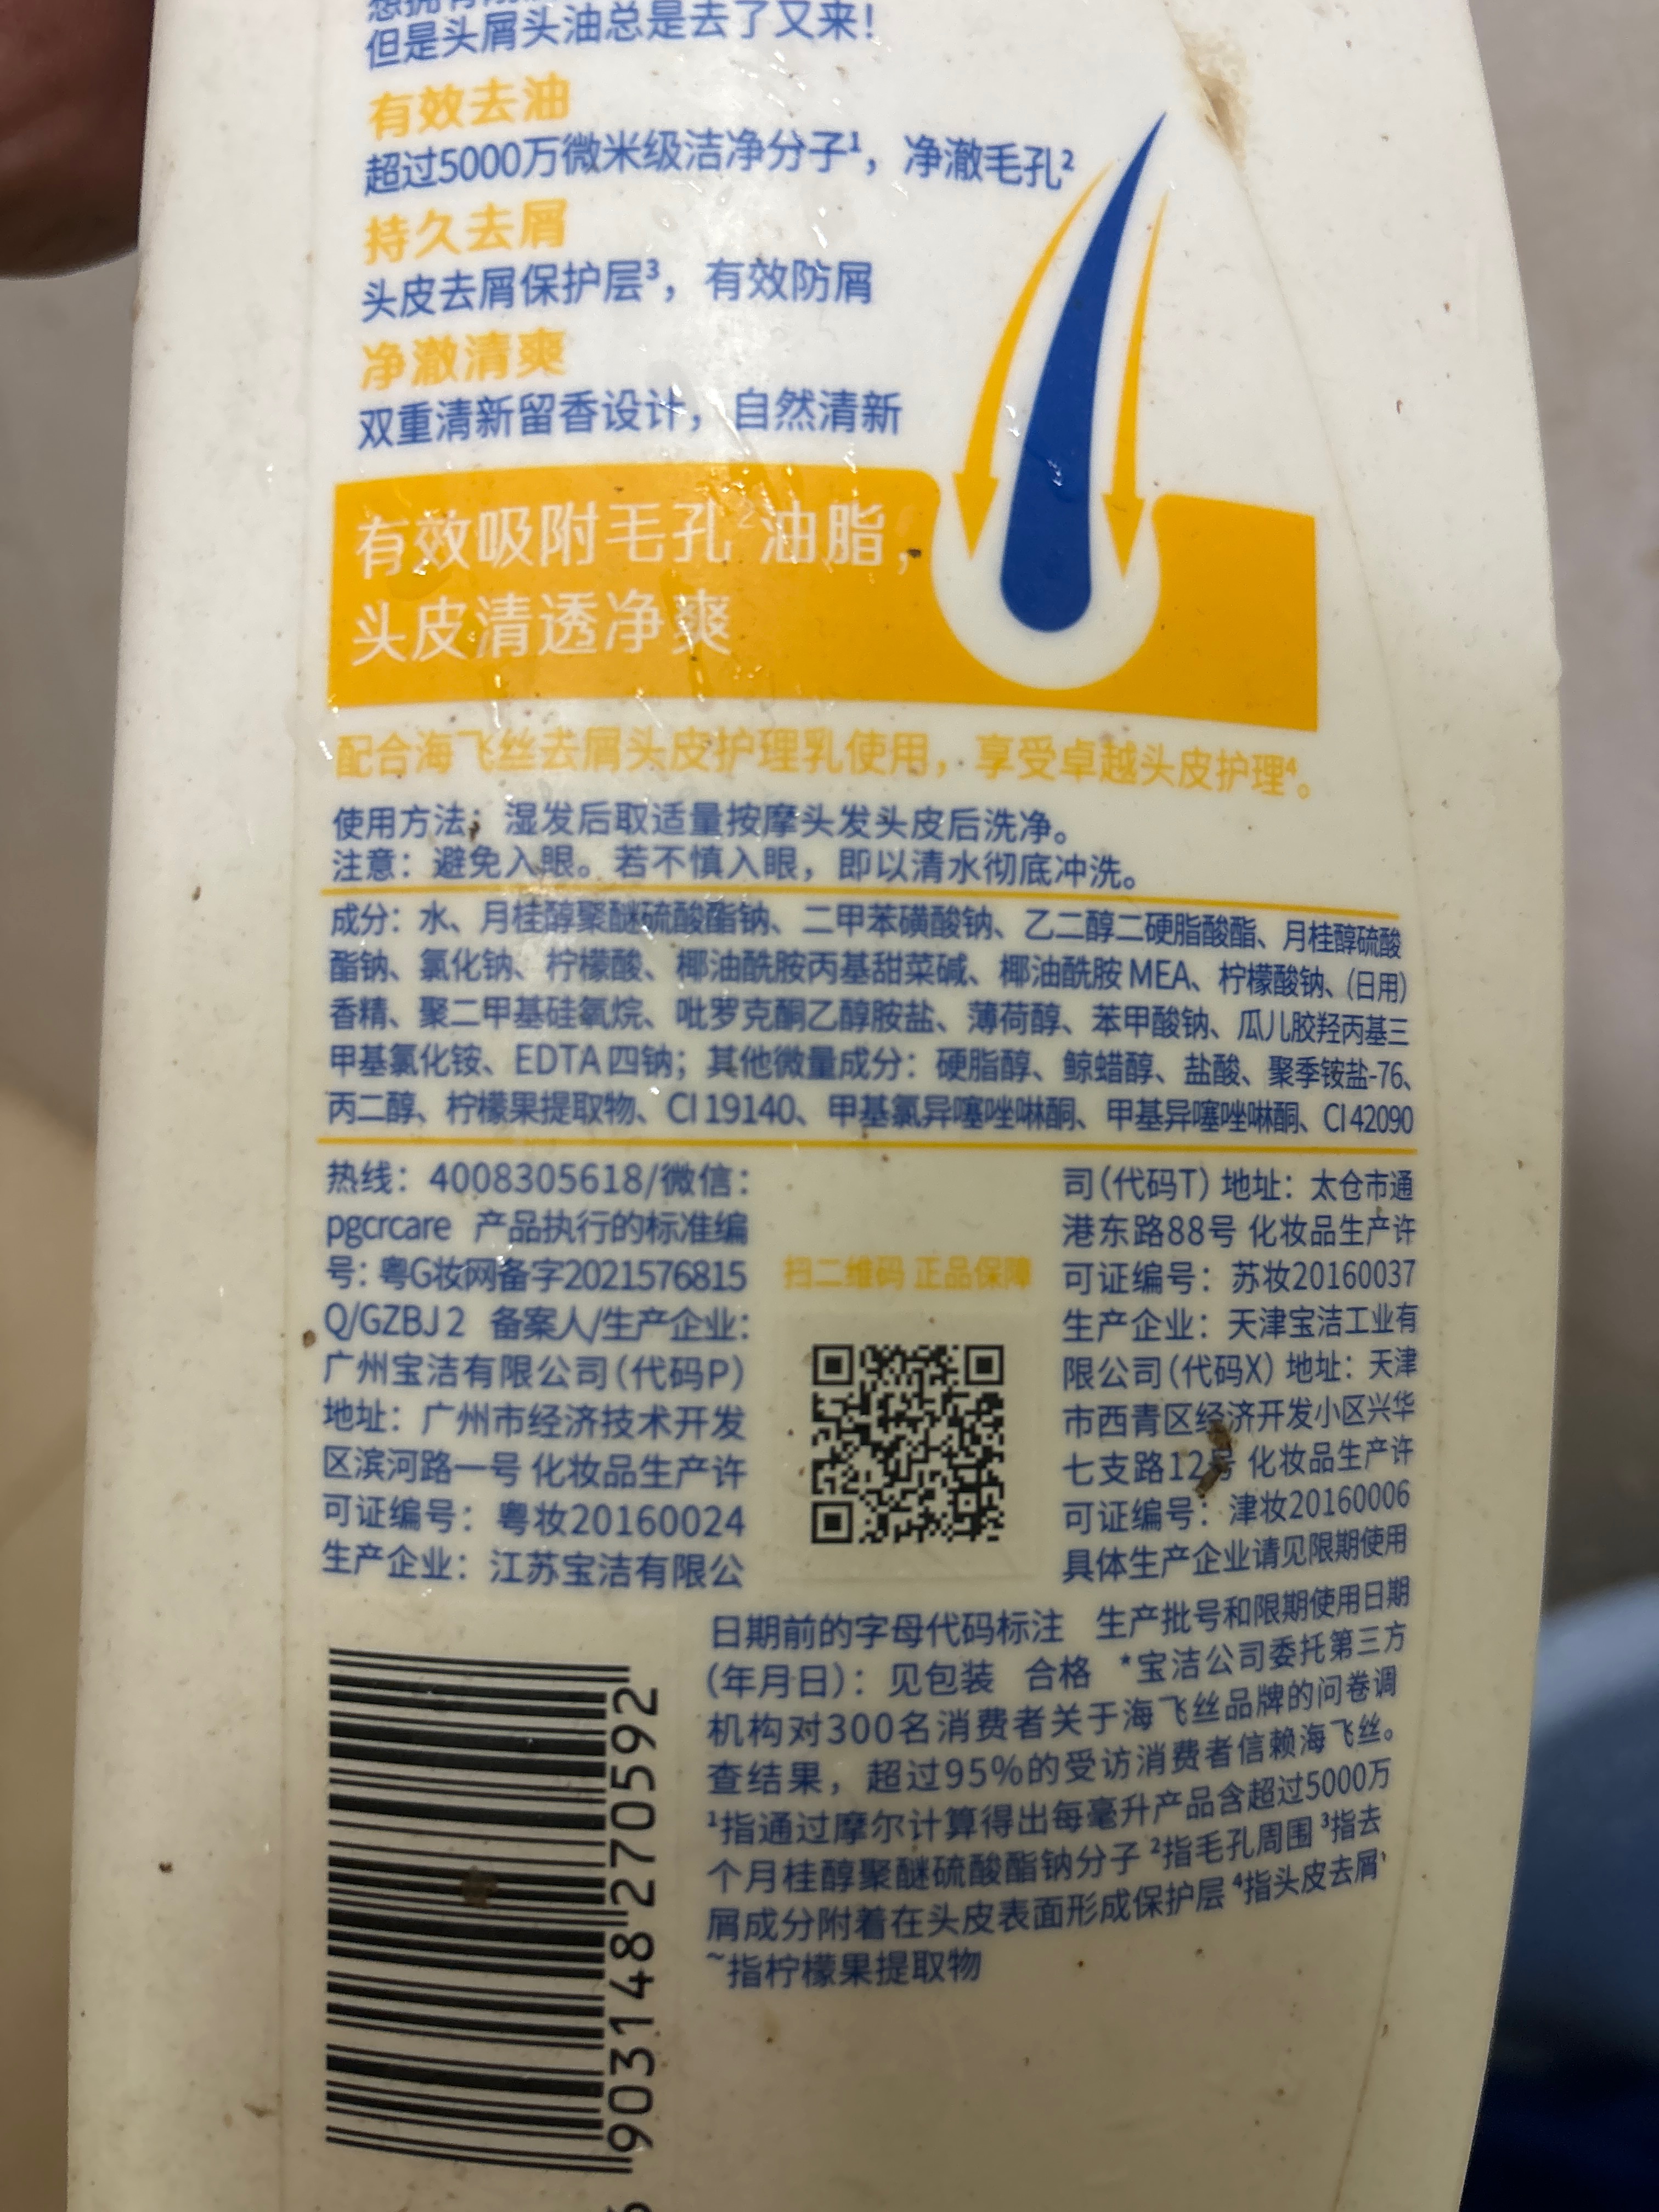 但是头屑头油总是去了又来！
有效去油
超过5000万微米级洁净分子¹，净澈毛孔²
持久去屑
头皮去屑保护层³，有效防屑
净澈清爽
双重清新留香设计，自然清新
有效吸附毛孔²油脂，
头皮清透净爽
配合海飞丝去屑头皮护理乳使用，享受卓越头皮护理⁴。
使用方法：湿发后取适量按摩头发头皮后洗净。
注意：避免入眼。若不慎入眼，即以清水彻底冲洗。
成分：水、月桂醇聚醚硫酸酯钠、二甲苯磺酸钠、乙二醇二硬脂酸酯、月桂醇硫酸
酯钠、氯化钠、柠檬酸、椰油酰胺丙基甜菜碱、椰油酰胺 MEA、柠檬酸钠、(日用)
香精、聚二甲基硅氧烷、吡罗克酮乙醇胺盐、薄荷醇、苯甲酸钠、瓜儿胶羟丙基三
甲基氯化铵、EDTA 四钠；其他微量成分：硬脂醇、鲸蜡醇、盐酸、聚季铵盐-76、
丙二醇、柠檬果提取物、CI 19140、甲基氯异噻唑啉酮、甲基异噻唑啉酮、CI 42090
热线：4008305618/微信：
pgcrcare 产品执行的标准编
号：粤G妆网备字2021576815
Q/GZBJ 2 备案人/生产企业：
广州宝洁有限公司(代码P)
地址：广州市经济技术开发
区滨河路一号 化妆品生产许
可证编号：粤妆20160024
生产企业：江苏宝洁有限公
扫二维码 正品保障
司(代码T) 地址：太仓市通
港东路88号 化妆品生产许
可证编号：苏妆20160037
生产企业：天津宝洁工业有
限公司(代码X) 地址：天津
市西青区经济开发小区兴华
七支路12号 化妆品生产许
可证编号：津妆20160006
具体生产企业请见限期使用
日期前的字母代码标注 生产批号和限期使用日期
(年月日)：见包装 合格 *宝洁公司委托第三方
机构对300名消费者关于海飞丝品牌的问卷调
查结果，超过95%的受访消费者信赖海飞丝。
¹指通过摩尔计算得出每毫升产品含超过5000万
个月桂醇聚醚硫酸酯钠分子 ²指毛孔周围 ³指去
屑成分附着在头皮表面形成保护层 ⁴指头皮去屑
~指柠檬果提取物
903148270592